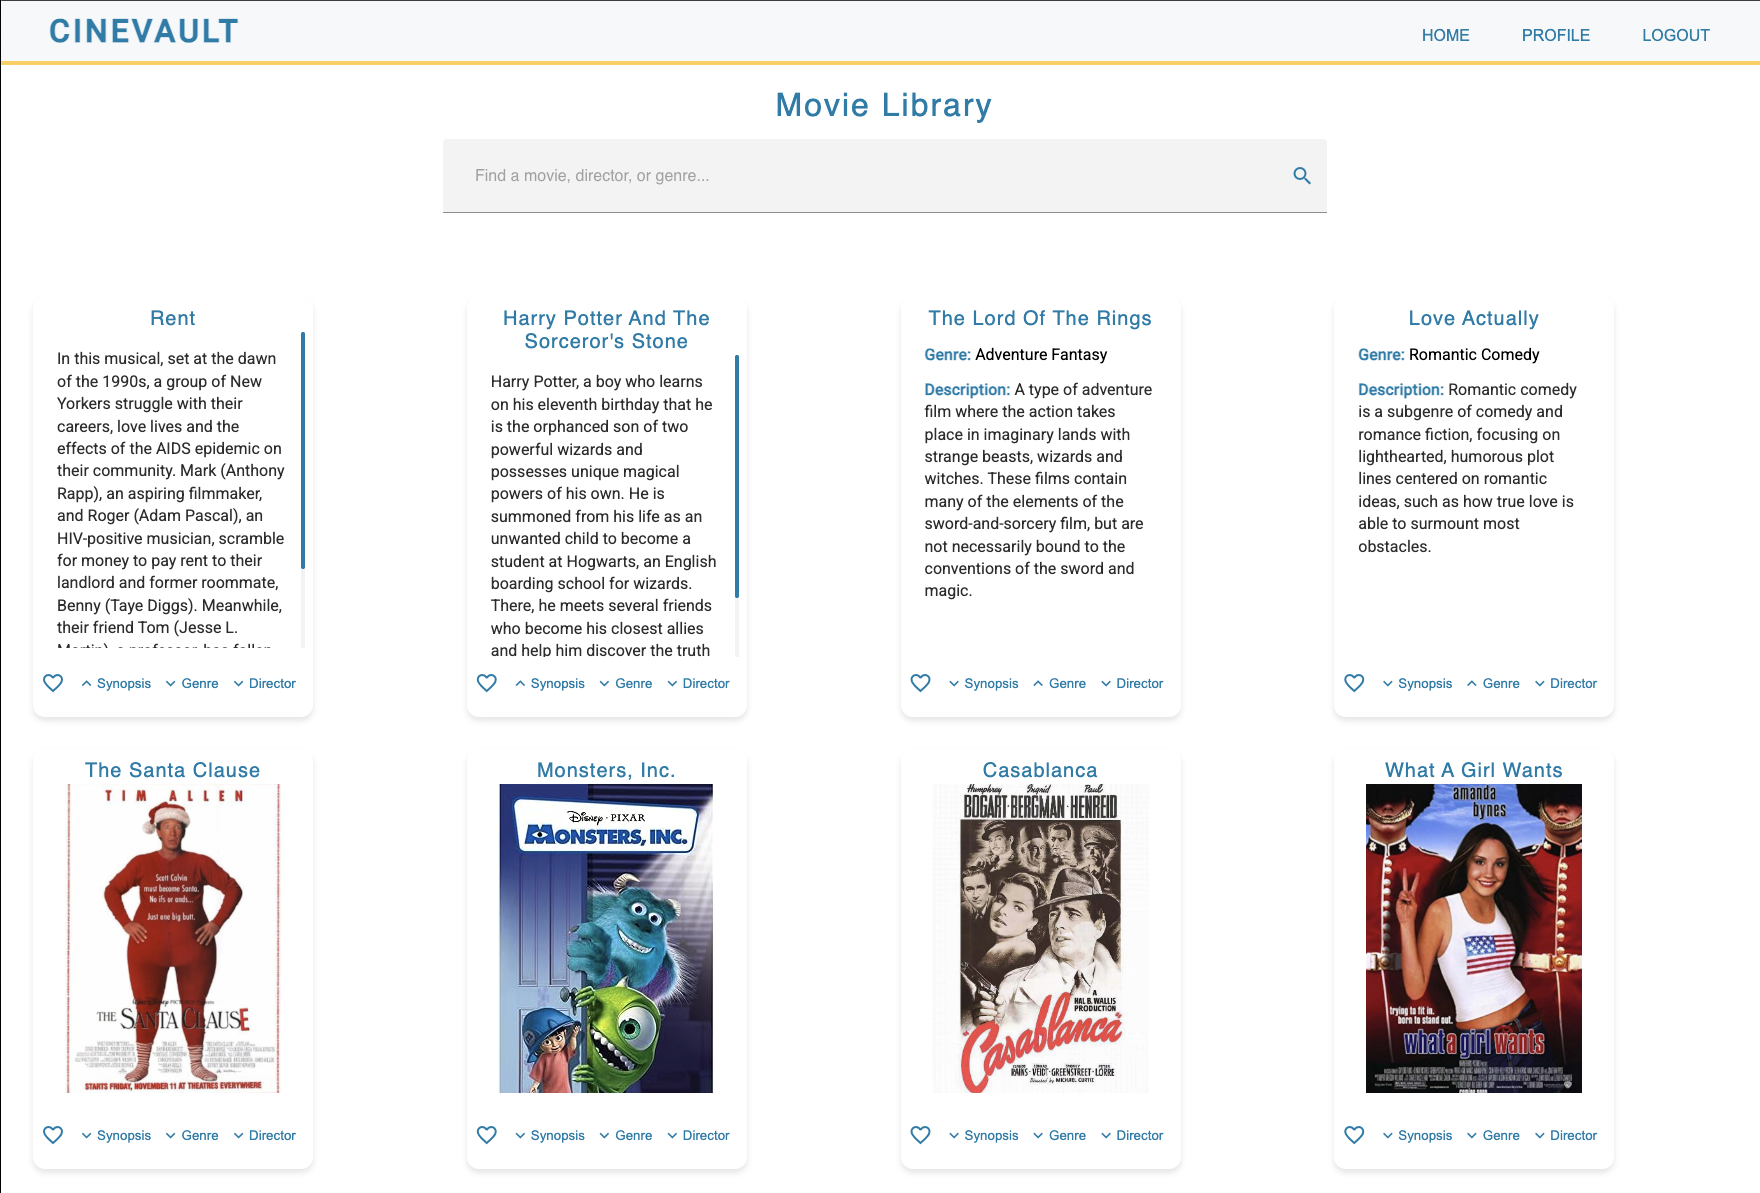 CINEVAULT
HOME PROFILE LOGOUT
Movie Library
Find a movie, director, or genre...
Rent
In this musical, set at the dawn
of the 1990s, a group of New
Yorkers struggle with their
careers, love lives and the
effects of the AIDS epidemic on
their community. Mark (Anthony
Rapp), an aspiring filmmaker,
and Roger (Adam Pascal), an
HIV-positive musician, scramble
for money to pay rent to their
landlord and former roommate,
Benny (Taye Diggs). Meanwhile,
their friend Tom (Jesse L.
Martin), a professor, has fallen
Synopsis Genre Director
Harry Potter And The
Sorceror's Stone
Harry Potter, a boy who learns
on his eleventh birthday that he
is the orphaned son of two
powerful wizards and
possesses unique magical
powers of his own. He is
summoned from his life as an
unwanted child to become a
student at Hogwarts, an English
boarding school for wizards.
There, he meets several friends
who become his closest allies
and help him discover the truth
Synopsis Genre Director
The Lord Of The Rings
Genre: Adventure Fantasy
Description: A type of adventure
film where the action takes
place in imaginary lands with
strange beasts, wizards and
witches. These films contain
many of the elements of the
sword-and-sorcery film, but are
not necessarily bound to the
conventions of the sword and
magic.
Synopsis Genre Director
Love Actually
Genre: Romantic Comedy
Description: Romantic comedy
is a subgenre of comedy and
romance fiction, focusing on
lighthearted, humorous plot
lines centered on romantic
ideas, such as how true love is
able to surmount most
obstacles.
Synopsis Genre Director
The Santa Clause
TIM ALLEN
Scott Calvin
must become Santa.
No ifs or ands...
Just one big butt.
THE SANTA CLAUSE
STARTS FRIDAY, NOVEMBER 11 AT THEATRES EVERYWHERE
Synopsis Genre Director
Monsters, Inc.
Disney · PIXAR
MONSTERS, INC.
Synopsis Genre Director
Casablanca
Humphrey Ingrid Paul
BOGART · BERGMAN · HENREID
A
HAL B. WALLIS
PRODUCTION
"Casablanca"
CLAUDE CONRAD SYDNEY PETER
RAINS · VEIDT · GREENSTREET · LORRE
Directed by MICHAEL CURTIZ
Synopsis Genre Director
What A Girl Wants
amanda
bynes
trying to fit in.
born to stand out.
what a girl wants
Synopsis Genre Director